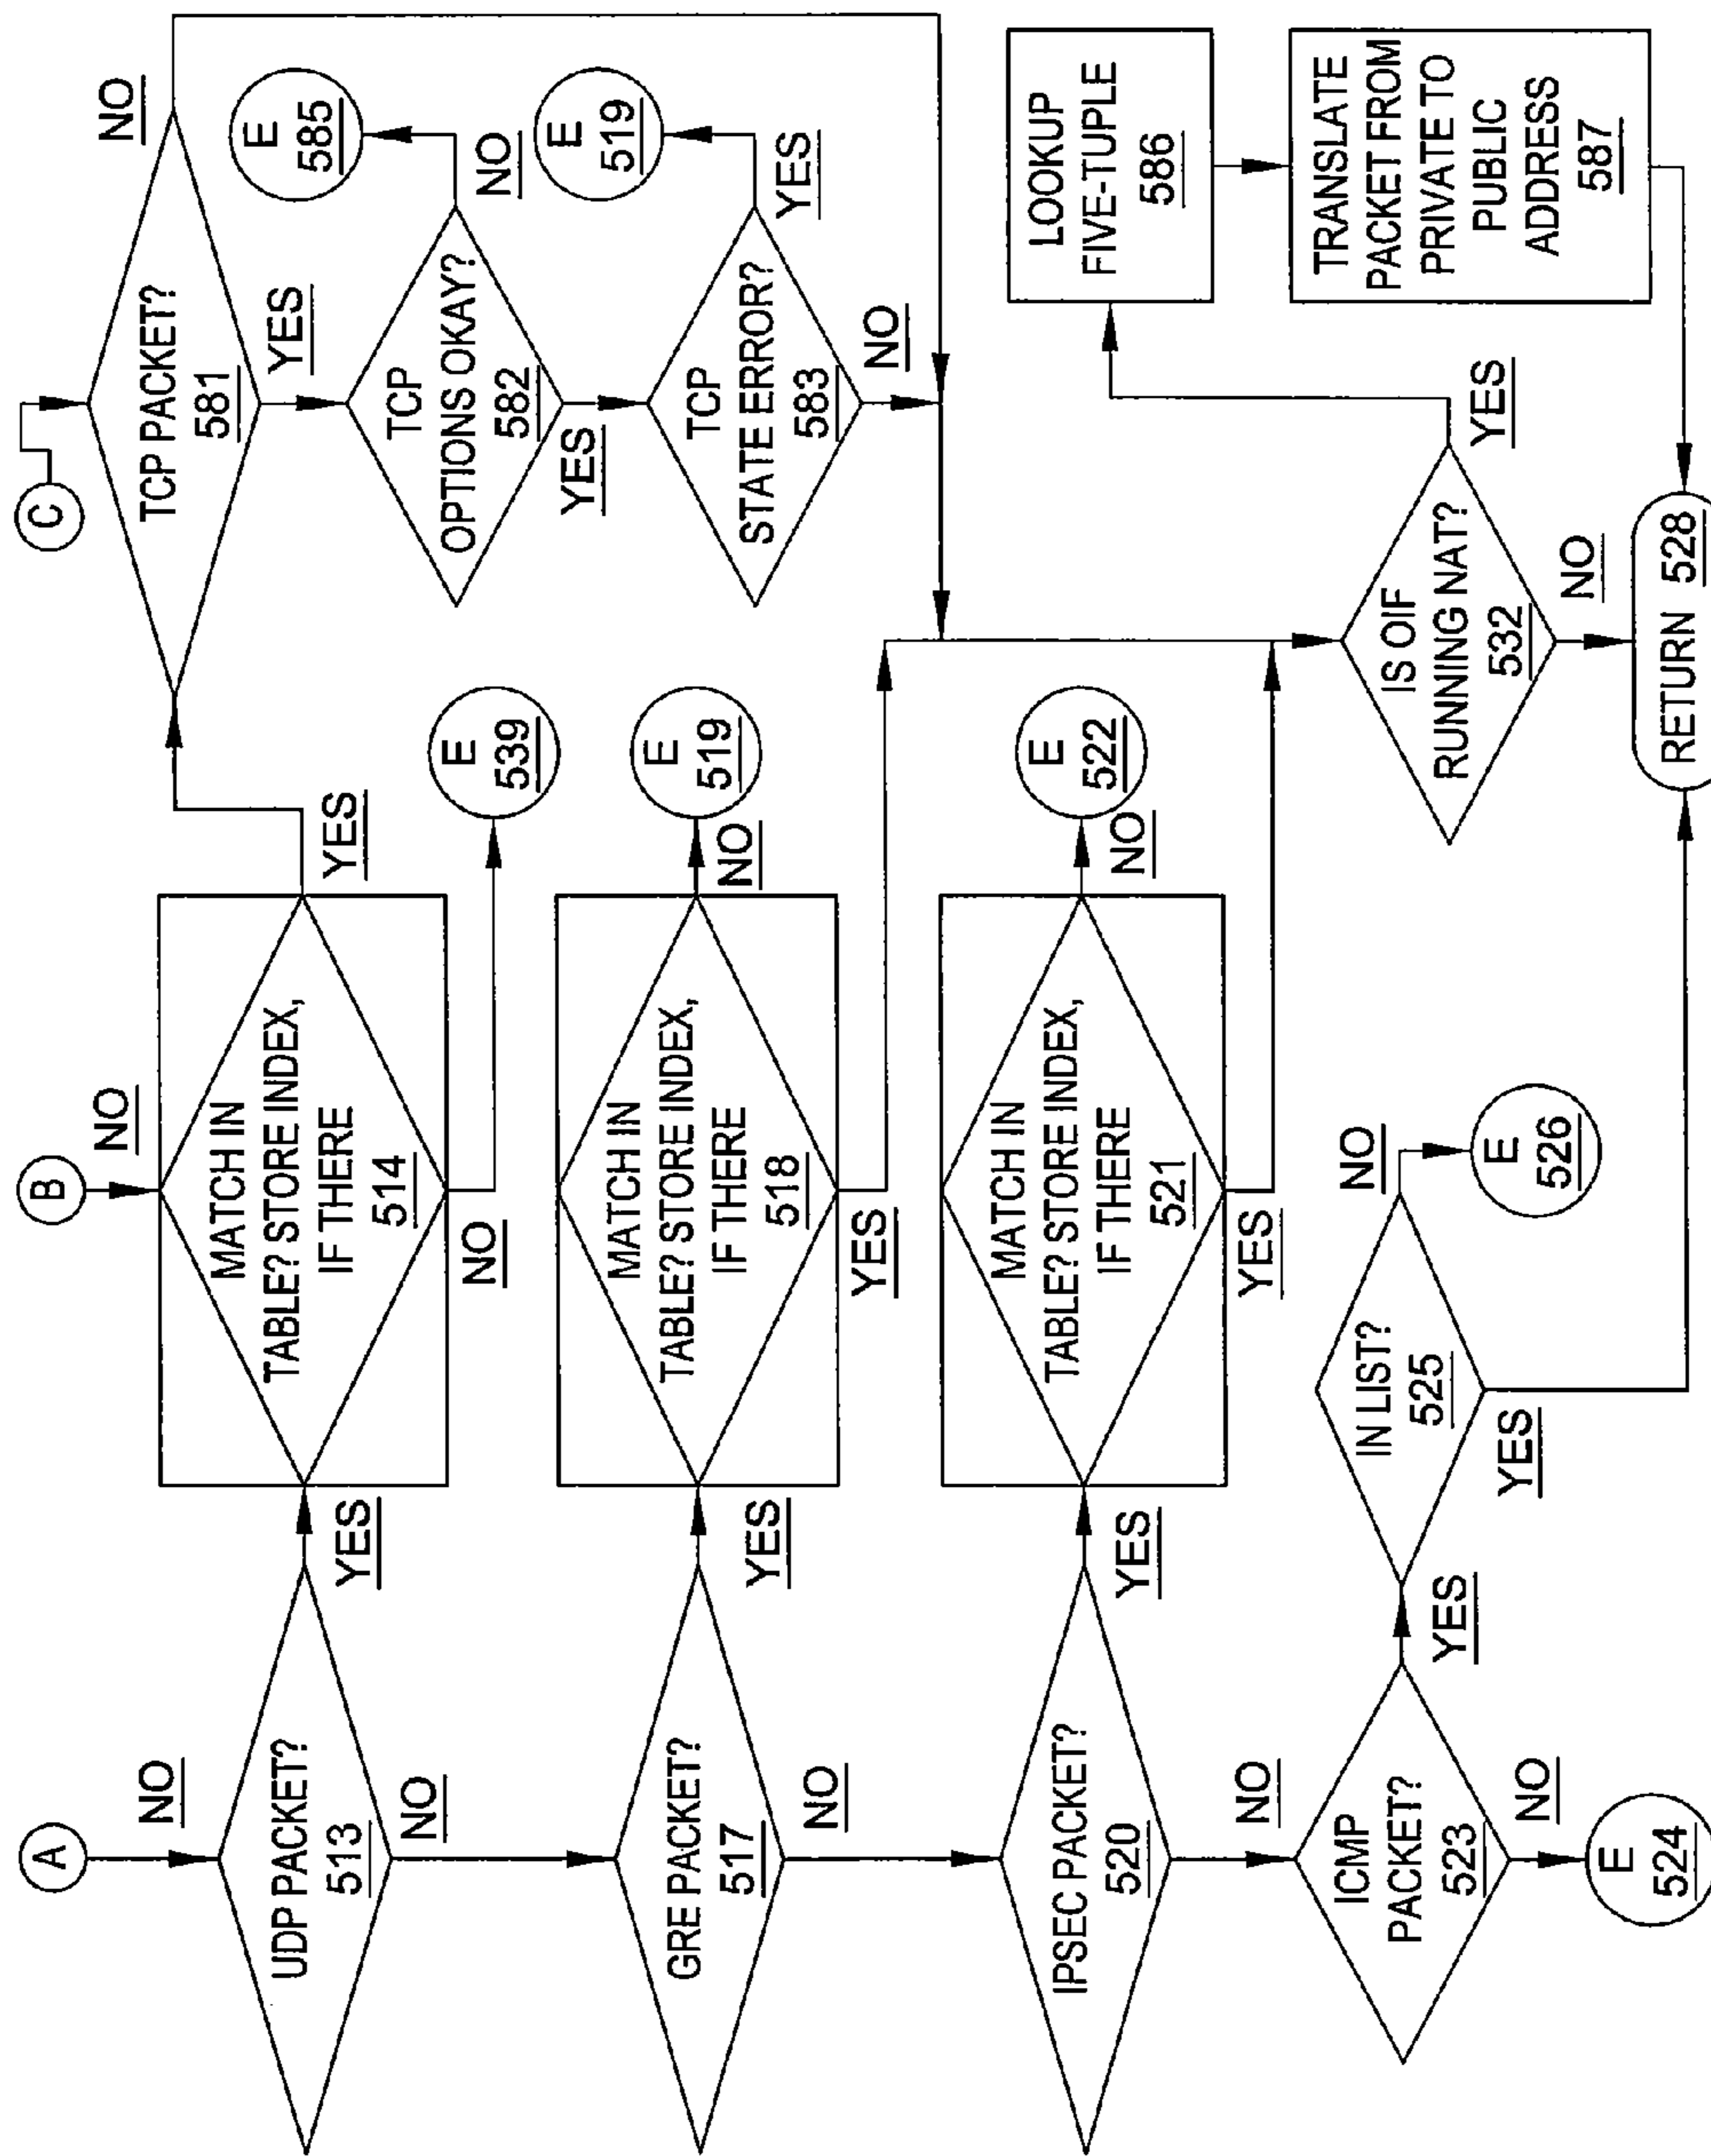 A
NO
UDP PACKET?
513
YES
NO
GRE PACKET?
517
YES
NO
IPSEC PACKET?
520
YES
NO
ICMP
PACKET?
523
YES
NO
E
524
B
NO
MATCH IN
TABLE? STORE INDEX,
IF THERE
514
YES
NO
E
539
MATCH IN
TABLE? STORE INDEX,
IF THERE
518
NO
E
519
YES
MATCH IN
TABLE? STORE INDEX,
IF THERE
521
NO
E
522
YES
IN LIST?
525
NO
E
526
YES
C
TCP PACKET?
581
NO
YES
TCP
OPTIONS OKAY?
582
NO
E
585
YES
TCP
STATE ERROR?
583
YES
E
519
NO
IS OIF
RUNNING NAT?
532
YES
NO
LOOKUP
FIVE-TUPLE
586
TRANSLATE
PACKET FROM
PRIVATE TO
PUBLIC
ADDRESS
587
RETURN 528